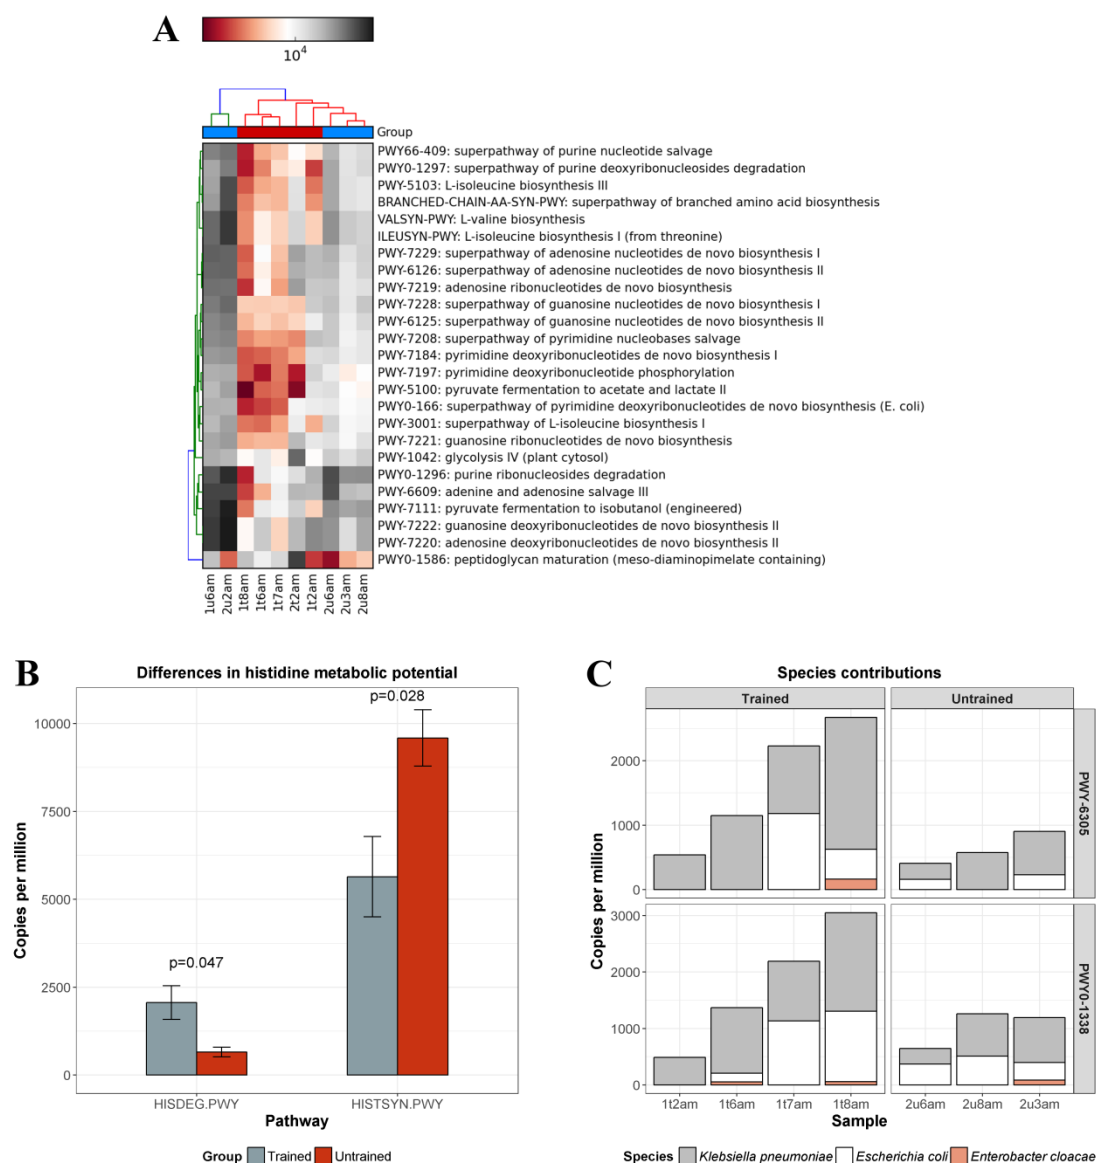 A
10^4
Group
PWY66-409: superpathway of purine nucleotide salvage
PWY0-1297: superpathway of purine deoxyribonucleosides degradation
PWY-5103: L-isoleucine biosynthesis III
BRANCHED-CHAIN-AA-SYN-PWY: superpathway of branched amino acid biosynthesis
VALSYN-PWY: L-valine biosynthesis
ILEUSYN-PWY: L-isoleucine biosynthesis I (from threonine)
PWY-7229: superpathway of adenosine nucleotides de novo biosynthesis I
PWY-6126: superpathway of adenosine nucleotides de novo biosynthesis II
PWY-7219: adenosine ribonucleotides de novo biosynthesis
PWY-7228: superpathway of guanosine nucleotides de novo biosynthesis I
PWY-6125: superpathway of guanosine nucleotides de novo biosynthesis II
PWY-7208: superpathway of pyrimidine nucleobases salvage
PWY-7184: pyrimidine deoxyribonucleotides de novo biosynthesis I
PWY-7197: pyrimidine deoxyribonucleotide phosphorylation
PWY-5100: pyruvate fermentation to acetate and lactate II
PWY0-166: superpathway of pyrimidine deoxyribonucleotides de novo biosynthesis (E. coli)
PWY-3001: superpathway of L-isoleucine biosynthesis I
PWY-7221: guanosine ribonucleotides de novo biosynthesis
PWY-1042: glycolysis IV (plant cytosol)
PWY0-1296: purine ribonucleosides degradation
PWY-6609: adenine and adenosine salvage III
PWY-7111: pyruvate fermentation to isobutanol (engineered)
PWY-7222: guanosine deoxyribonucleotides de novo biosynthesis II
PWY-7220: adenosine deoxyribonucleotides de novo biosynthesis II
PWY0-1586: peptidoglycan maturation (meso-diaminopimelate containing)
1u6am 2u2am 1t8am 1t6am 1t7am 2t2am 1t2am 2u6am 2u3am 2u8am
B
Differences in histidine metabolic potential
p=0.028
p=0.047
Copies per million
10000
7500
5000
2500
0
HISDEG.PWY HISTSYN.PWY
Pathway
Group Trained Untrained
C
Species contributions
Trained Untrained
Copies per million
2000
1000
0
PWY-6305
3000
2000
1000
0
PWY0-1338
1t2am 1t6am 1t7am 1t8am 2u6am 2u8am 2u3am
Sample
Species Klebsiella pneumoniae Escherichia coli Enterobacter cloacae